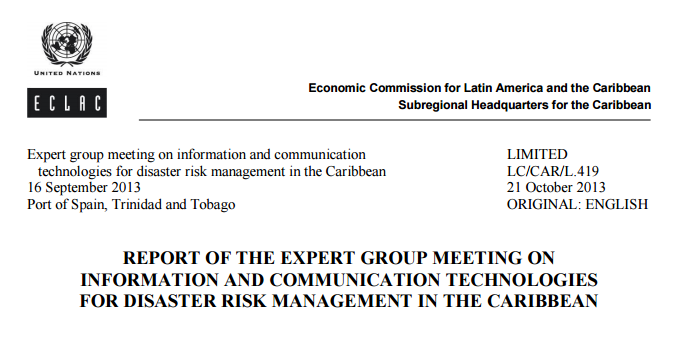 UNITED NATIONS
ECLAC
Economic Commission for Latin America and the Caribbean
Subregional Headquarters for the Caribbean
Expert group meeting on information and communication
technologies for disaster risk management in the Caribbean
16 September 2013
Port of Spain, Trinidad and Tobago
LIMITED
LC/CAR/L.419
21 October 2013
ORIGINAL: ENGLISH
REPORT OF THE EXPERT GROUP MEETING ON
INFORMATION AND COMMUNICATION TECHNOLOGIES
FOR DISASTER RISK MANAGEMENT IN THE CARIBBEAN